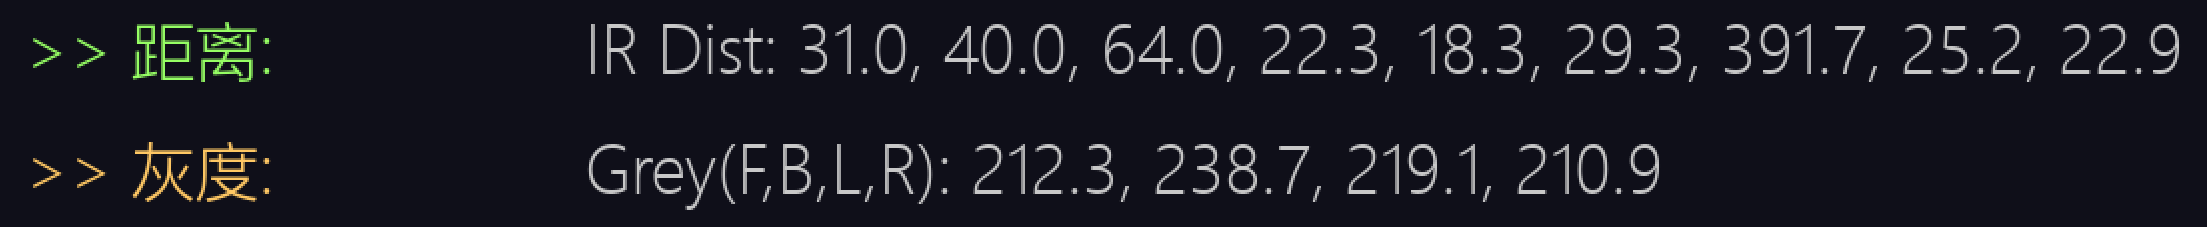 >> 距离: IR Dist: 31.0, 40.0, 64.0, 22.3, 18.3, 29.3, 391.7, 25.2, 22.9
>> 灰度: Grey(F,B,L,R): 212.3, 238.7, 219.1, 210.9